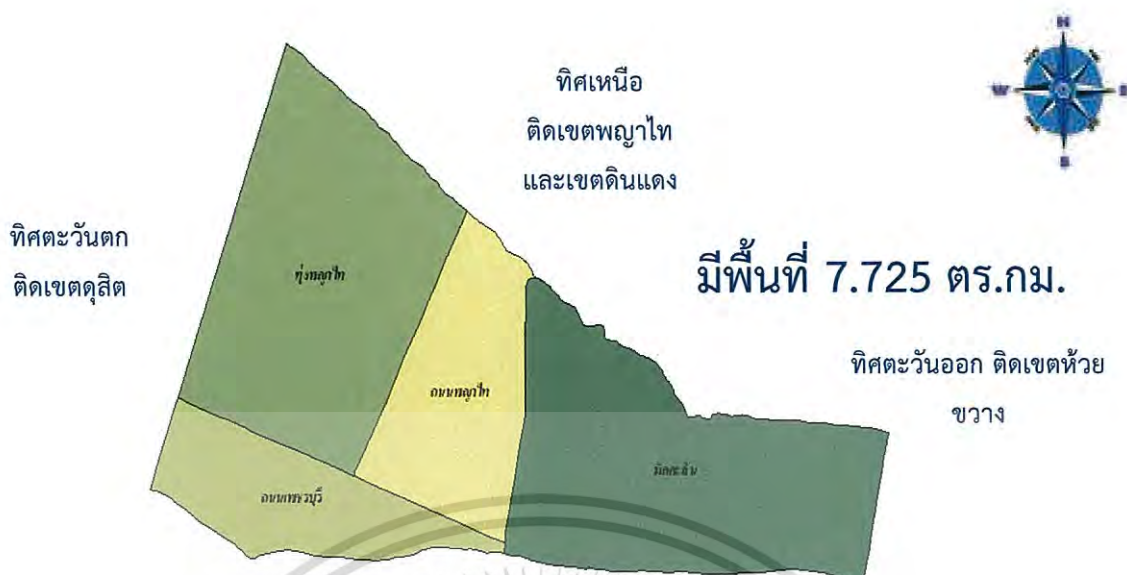 N
W
E
S
ทิศเหนือ
ติดเขตพญาไท
และเขตดินแดง
ทิศตะวันตก
ติดเขตดุสิต
มีพื้นที่ 7.725 ตร.กม.
ทิศตะวันออก ติดเขตห้วย
ขวาง
ทุ่งพญาไท
ถนนพญาไท
มักกะสัน
ถนนเพชรบุรี